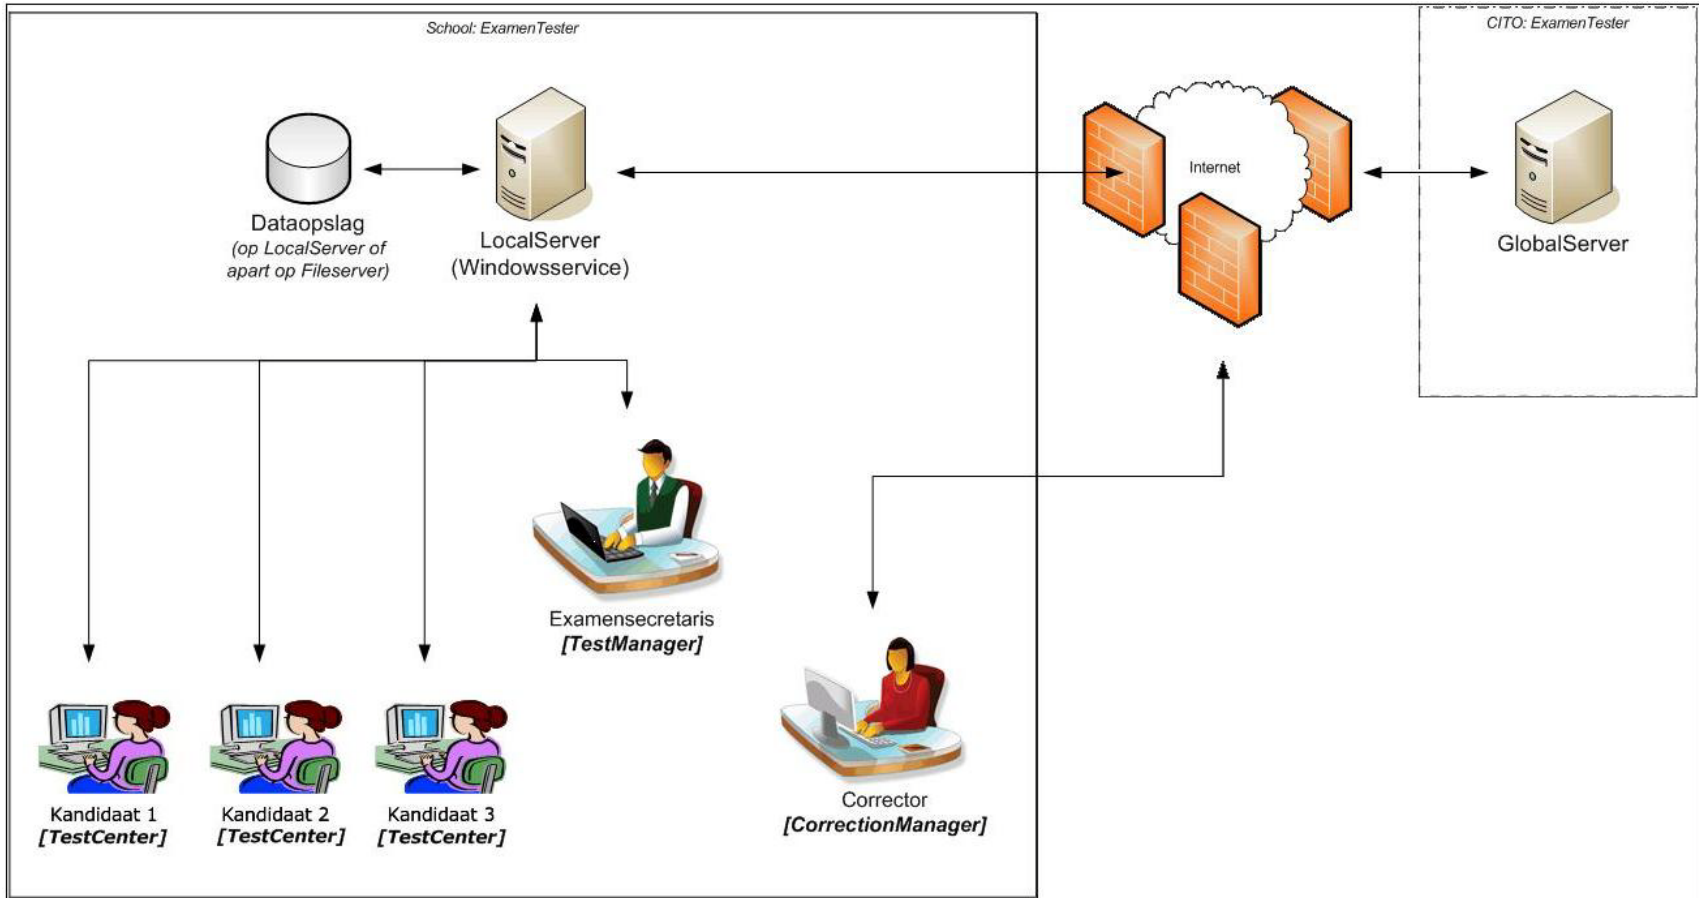 School: ExamenTester
CITO: ExamenTester
Internet
Dataopslag
(op LocalServer of
apart op Fileserver)
LocalServer
(Windowsservice)
GlobalServer
Examensecretaris
[TestManager]
Kandidaat 1
[TestCenter]
Kandidaat 2
[TestCenter]
Kandidaat 3
[TestCenter]
Corrector
[CorrectionManager]